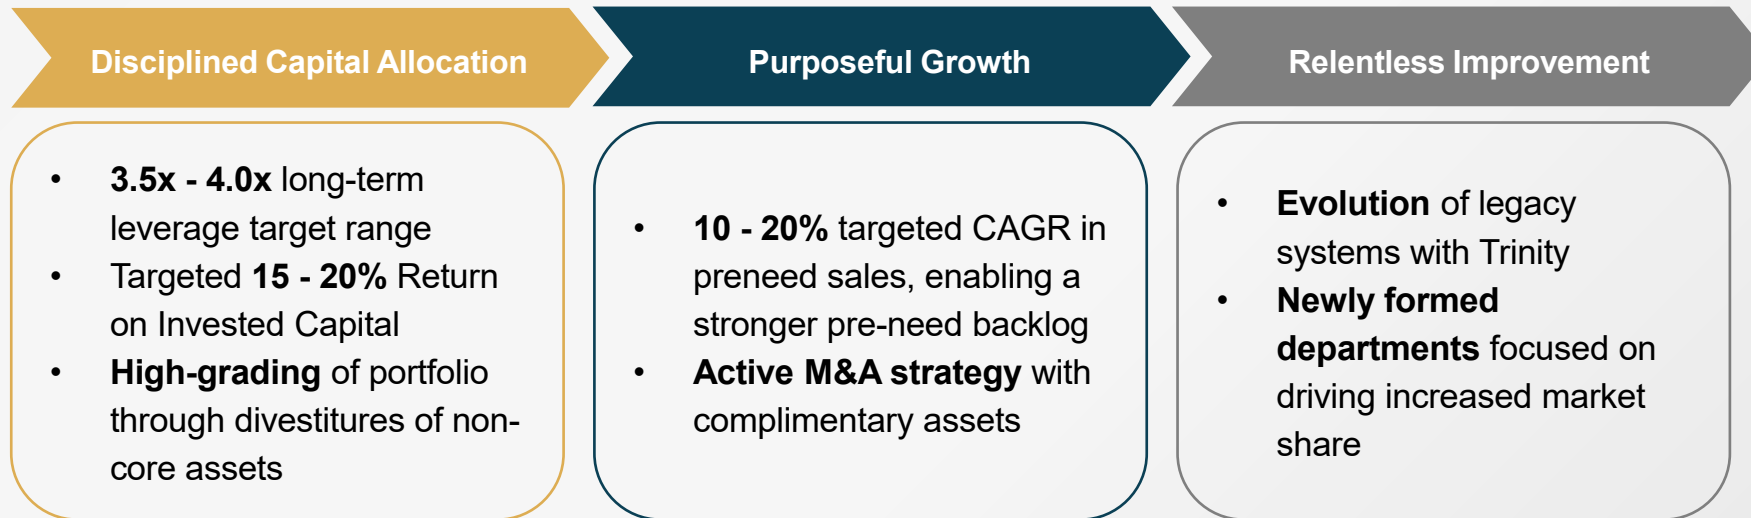 Disciplined Capital Allocation
• 3.5x - 4.0x long-term
leverage target range
• Targeted 15 - 20% Return
on Invested Capital
• High-grading of portfolio
through divestitures of non-
core assets
Purposeful Growth
• 10 - 20% targeted CAGR in
preneed sales, enabling a
stronger pre-need backlog
• Active M&A strategy with
complimentary assets
Relentless Improvement
• Evolution of legacy
systems with Trinity
• Newly formed
departments focused on
driving increased market
share